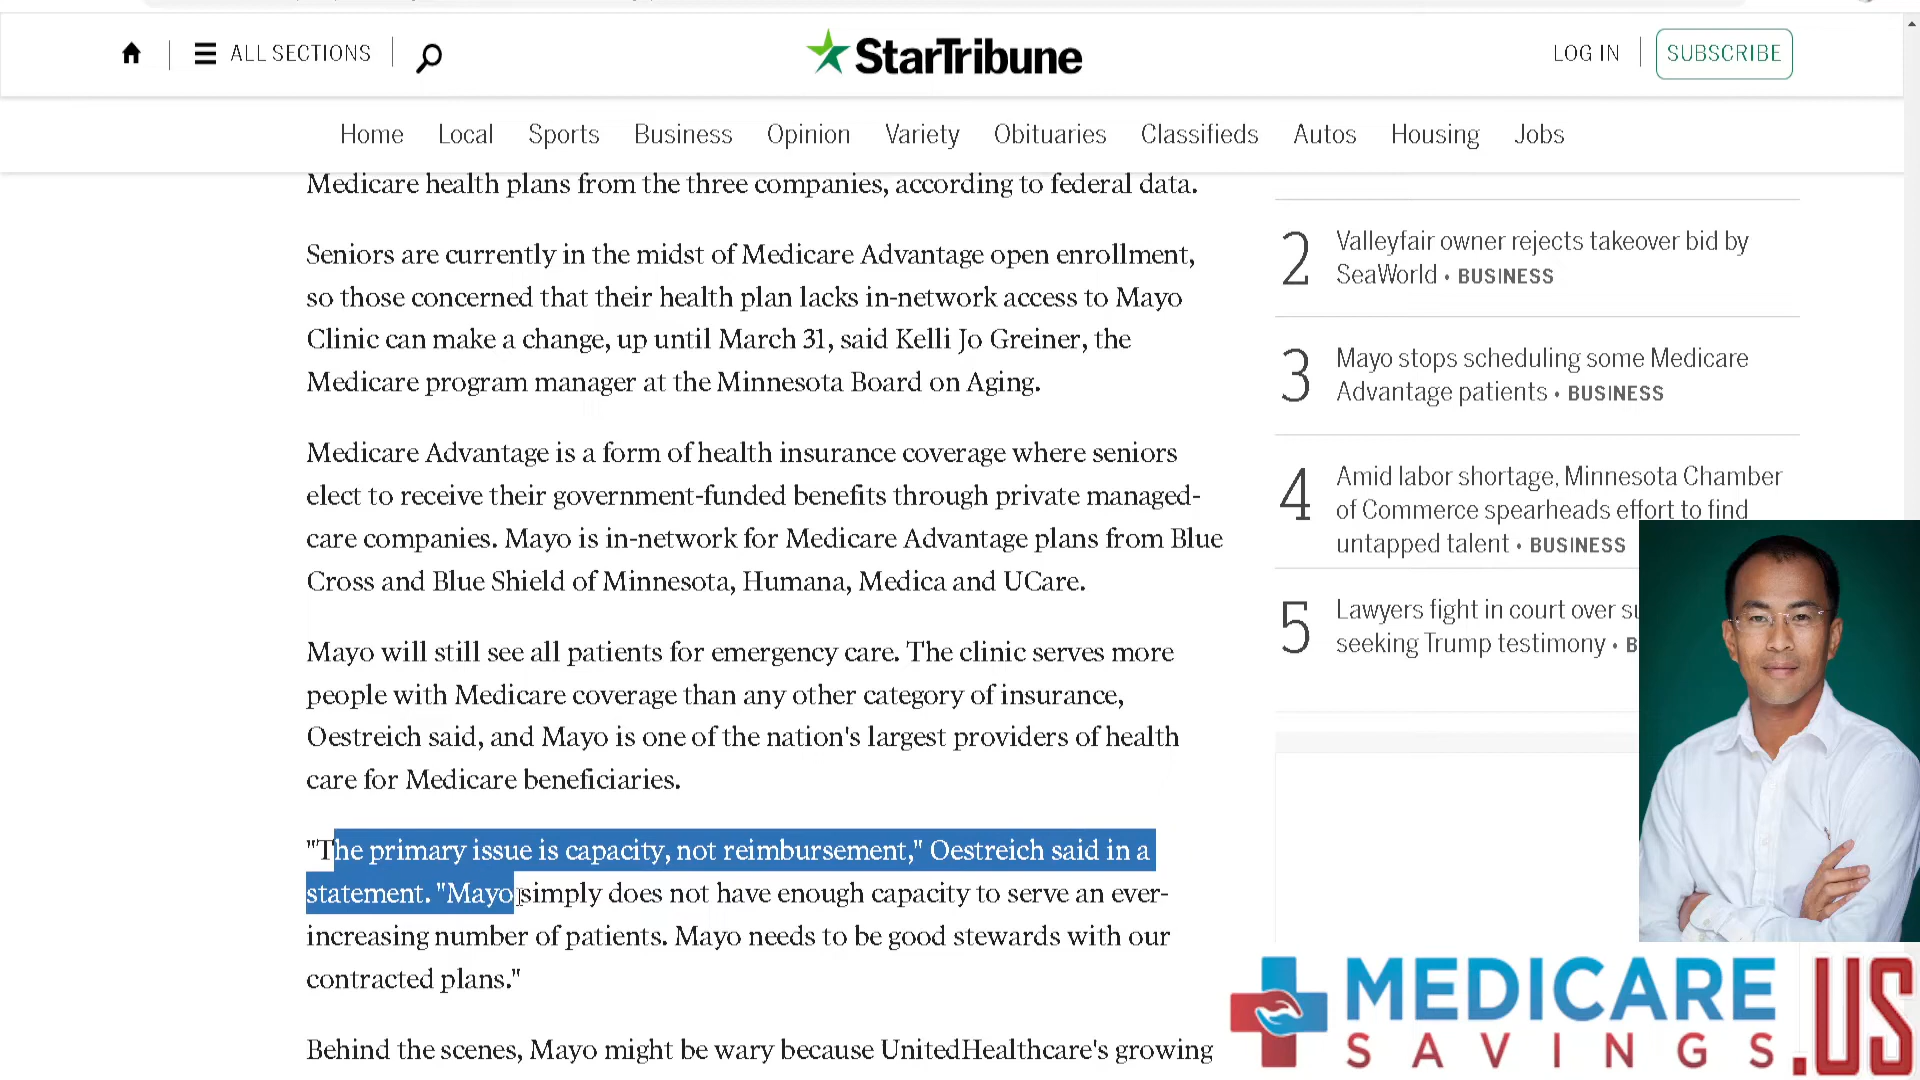 ALL SECTIONS
StarTribune
LOG IN
SUBSCRIBE
Home Local Sports Business Opinion Variety Obituaries Classifieds Autos Housing Jobs
Medicare health plans from the three companies, according to federal data.
Seniors are currently in the midst of Medicare Advantage open enrollment,
so those concerned that their health plan lacks in-network access to Mayo
Clinic can make a change, up until March 31, said Kelli Jo Greiner, the
Medicare program manager at the Minnesota Board on Aging.
Medicare Advantage is a form of health insurance coverage where seniors
elect to receive their government-funded benefits through private managed-
care companies. Mayo is in-network for Medicare Advantage plans from Blue
Cross and Blue Shield of Minnesota, Humana, Medica and UCare.
Mayo will still see all patients for emergency care. The clinic serves more
people with Medicare coverage than any other category of insurance,
Oestreich said, and Mayo is one of the nation's largest providers of health
care for Medicare beneficiaries.
"The primary issue is capacity, not reimbursement," Oestreich said in a
statement. "Mayo simply does not have enough capacity to serve an ever-
increasing number of patients. Mayo needs to be good stewards with our
contracted plans."
Behind the scenes, Mayo might be wary because UnitedHealthcare's growing
2
Valleyfair owner rejects takeover bid by
SeaWorld • BUSINESS
3
Mayo stops scheduling some Medicare
Advantage patients • BUSINESS
4
Amid labor shortage, Minnesota Chamber
of Commerce spearheads effort to find
untapped talent • BUSINESS
5
Lawyers fight in court over
seeking Trump testimony •
MEDICARE
SAVINGS.US